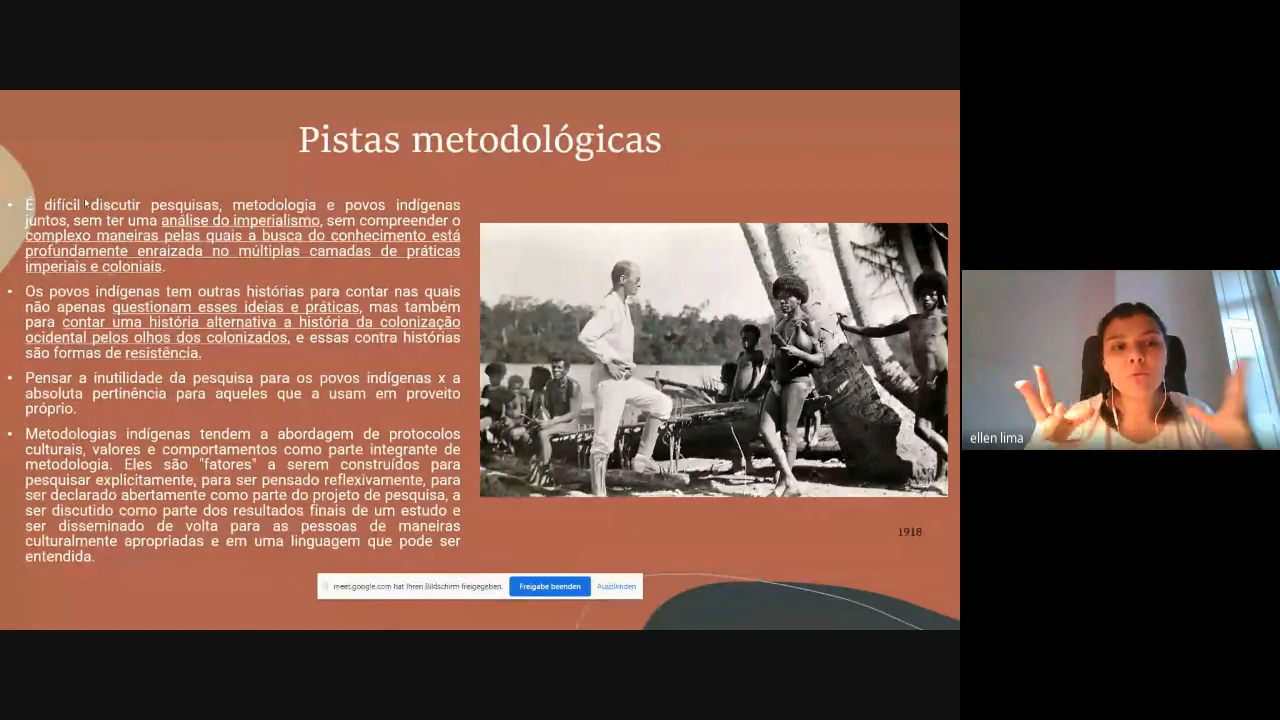 Pistas metodológicas
• É difícil discutir pesquisas, metodologia e povos indígenas
juntos, sem ter uma análise do imperialismo, sem compreender o
complexo maneiras pelas quais a busca do conhecimento está
profundamente enraizada no múltiplas camadas de práticas
imperiais e coloniais.
• Os povos indígenas tem outras histórias para contar nas quais
não apenas questionam esses ideias e práticas, mas também
para contar uma história alternativa a história da colonização
ocidental pelos olhos dos colonizados, e essas contra histórias
são formas de resistência.
• Pensar a inutilidade da pesquisa para os povos indígenas x a
absoluta pertinência para aqueles que a usam em proveito
próprio.
• Metodologias indígenas tendem a abordagem de protocolos
culturais, valores e comportamentos como parte integrante de
metodologia. Eles são "fatores" a serem construídos para
pesquisar explicitamente, para ser pensado reflexivamente, para
ser declarado abertamente como parte do projeto de pesquisa, a
ser discutido como parte dos resultados finais de um estudo e
ser disseminado de volta para as pessoas de maneiras
culturalmente apropriadas e em uma linguagem que pode ser
entendida.
1918
meet.google.com hat Ihren Bildschirm freigegeben. Freigabe beenden Ausblenden
ellen lima